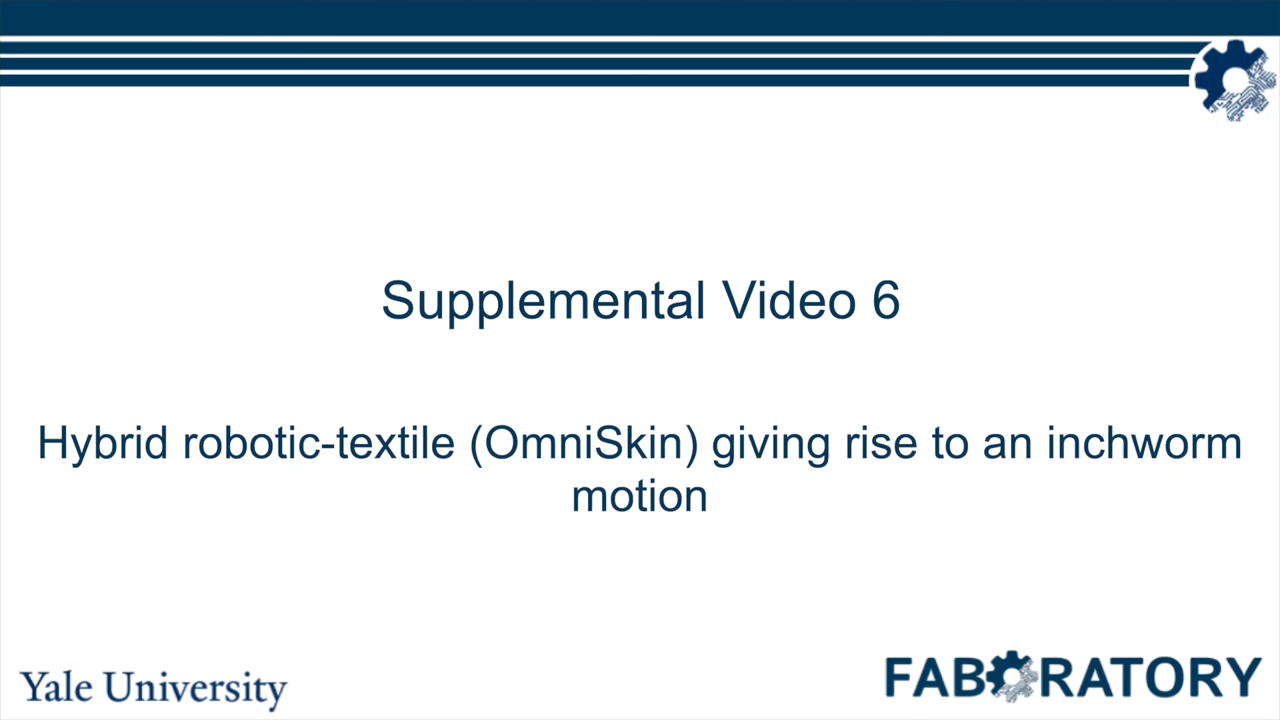 Supplemental Video 6
Hybrid robotic-textile (OmniSkin) giving rise to an inchworm
motion
Yale University
FABORATORY